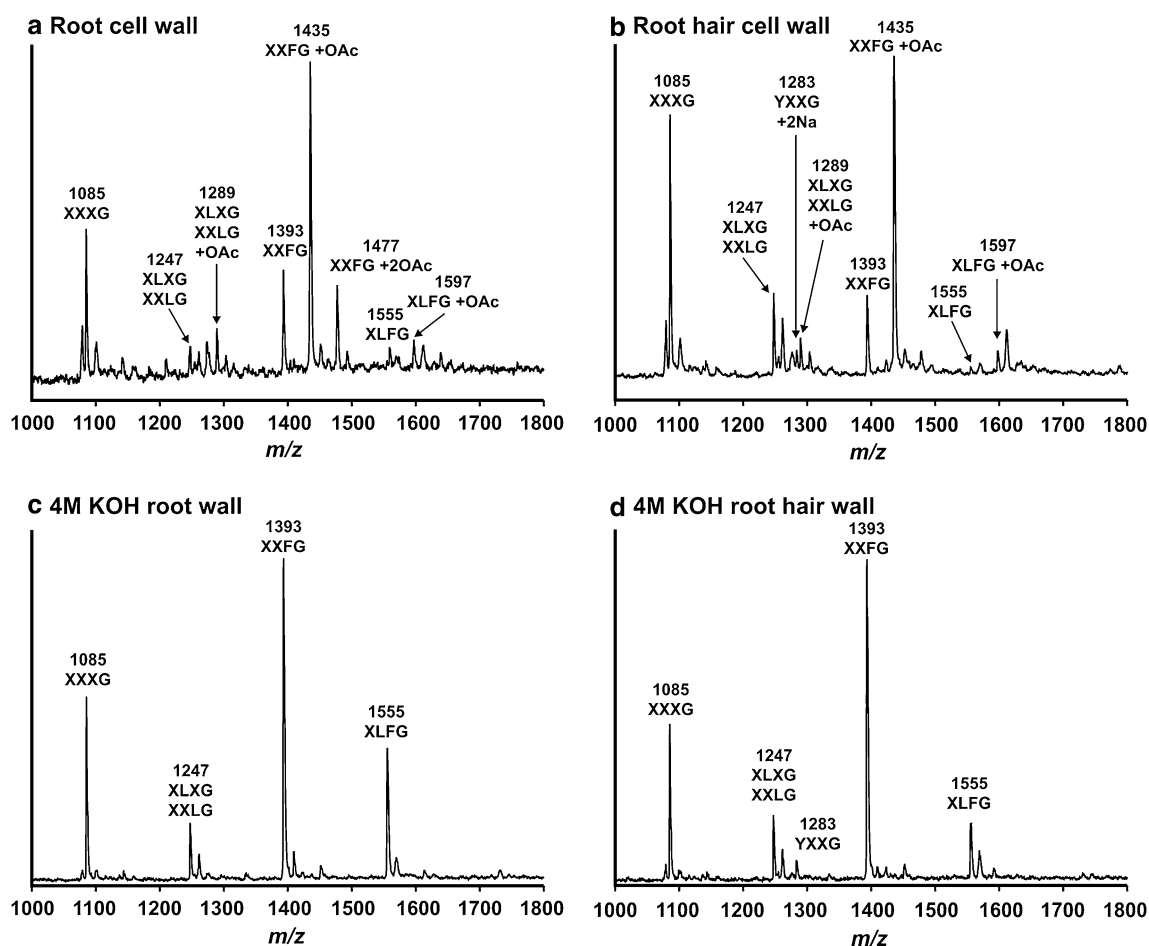 a Root cell wall
1435
XXFG +OAc
1085
XXXG
1247
XLXG
XXLG
1289
XLXG
XXLG
+OAc
1393
XXFG
1477
XXFG +2OAc
1555
XLFG
1597
XLFG +OAc
1000 1100 1200 1300 1400 1500 1600 1700 1800
m/z
b Root hair cell wall
1435
XXFG +OAc
1085
XXXG
1247
XLXG
XXLG
1283
YXXG
+2Na
1289
XLXG
XXLG
+OAc
1393
XXFG
1555
XLFG
1597
XLFG +OAc
1000 1100 1200 1300 1400 1500 1600 1700 1800
m/z
c 4M KOH root wall
1393
XXFG
1085
XXXG
1247
XLXG
XXLG
1555
XLFG
1000 1100 1200 1300 1400 1500 1600 1700 1800
m/z
d 4M KOH root hair wall
1393
XXFG
1085
XXXG
1247
XLXG
XXLG
1283
YXXG
1555
XLFG
1000 1100 1200 1300 1400 1500 1600 1700 1800
m/z